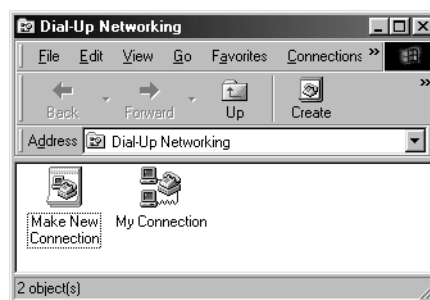 Dial-Up Networking
File Edit View Go Favorites Connections »
Back Forward Up Create »
Address Dial-Up Networking
Make New Connection
My Connection
2 object(s)